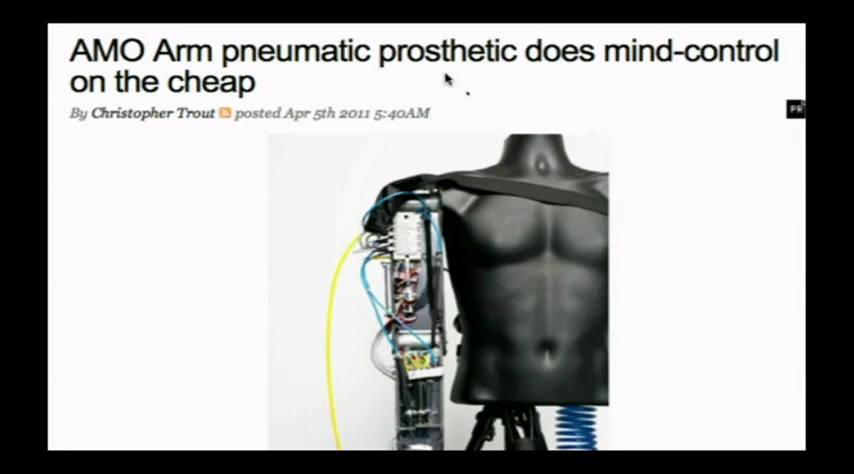 AMO Arm pneumatic prosthetic does mind-control
on the cheap
By Christopher Trout posted Apr 5th 2011 5:40AM
PR